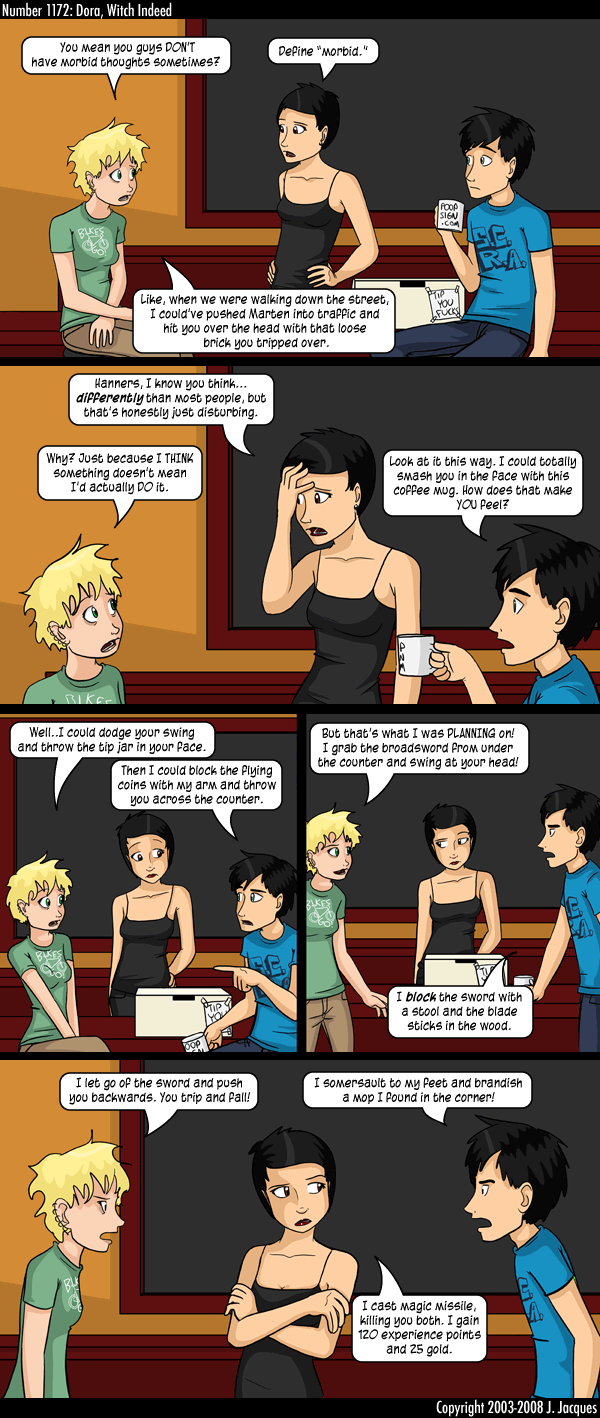 Number 1172: Dora, Witch Indeed
You mean you guys DON'T
have morbid thoughts sometimes?
Define "morbid."
BIKES
GO!
POOP
SIGN
.COM
S.C.
R.A.
TIP
YOU
FUCKS
Like, when we were walking down the street,
I could've pushed Marten into traffic and
hit you over the head with that loose
brick you tripped over.
Hanners, I know you think...
differently than most people, but
that's honestly just disturbing.
Why? Just because I THINK
something doesn't mean
I'd actually DO it.
Look at it this way. I could totally
smash you in the face with this
coffee mug. How does that make
YOU feel?
BIKES
Well..I could dodge your swing
and throw the tip jar in your face.
Then I could block the flying
coins with my arm and throw
you across the counter.
BIKES
GO!
S.C.
R.A.
TIP
YOU
OOP
IGN
But that's what I was PLANNING on!
I grab the broadsword from under
the counter and swing at your head!
BIKES
GO!
I block the sword with
a stool and the blade
sticks in the wood.
I let go of the sword and push
you backwards. You trip and fall!
I somersault to my feet and brandish
a mop I found in the corner!
I cast magic missile,
killing you both. I gain
120 experience points
and 25 gold.
Copyright 2003-2008 J. Jacques